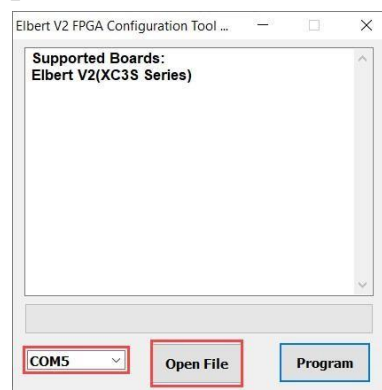 Elbert V2 FPGA Configuration Tool ...
Supported Boards:
Elbert V2(XC3S Series)
COM5
Open File
Program